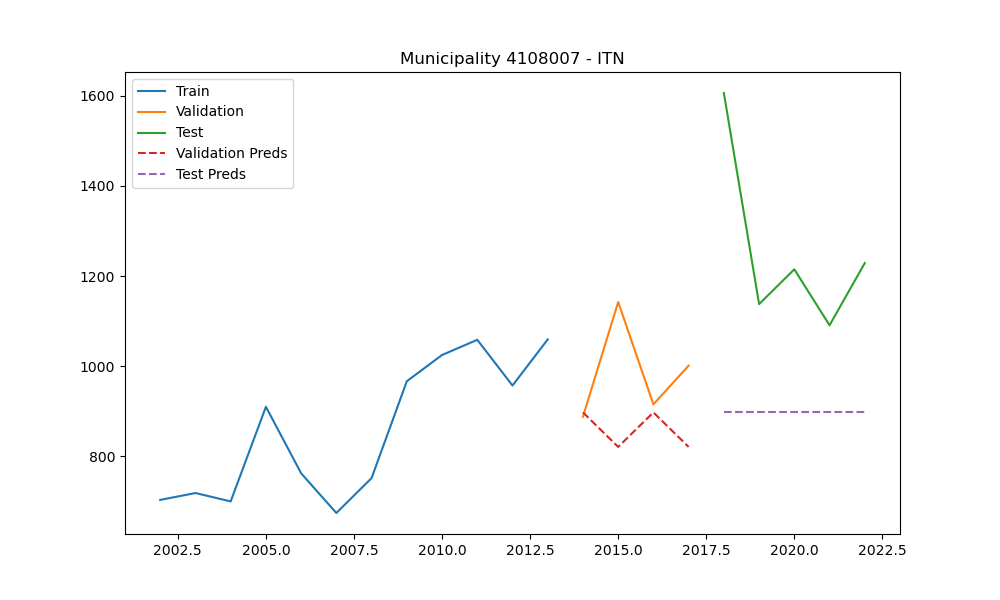 Municipality 4108007 - ITN
1600
1400
1200
1000
800
Train
Validation
Test
Validation Preds
Test Preds
2002.5 2005.0 2007.5 2010.0 2012.5 2015.0 2017.5 2020.0 2022.5